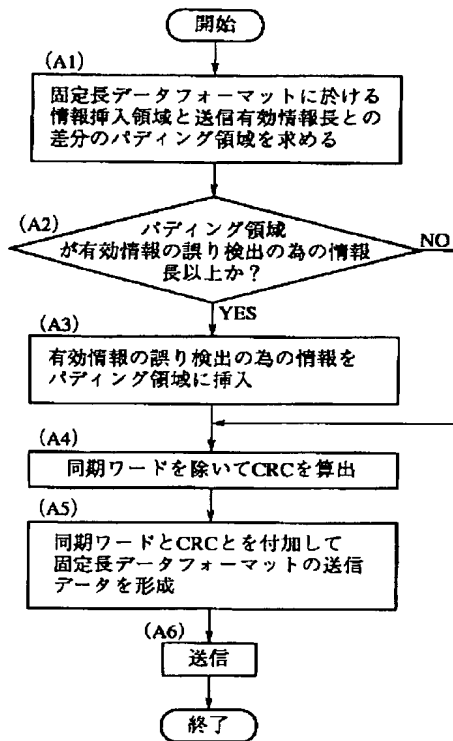 開始
(A1)
固定長データフォーマットに於ける
情報挿入領域と送信有効情報長との
差分のパディング領域を求める
(A2)
パディング領域
が有効情報の誤り検出の為の情報
長以上か？
NO
YES
(A3)
有効情報の誤り検出の為の情報を
パディング領域に挿入
(A4)
同期ワードを除いてCRCを算出
(A5)
同期ワードとCRCとを付加して
固定長データフォーマットの送信
データを形成
(A6)
送信
終了